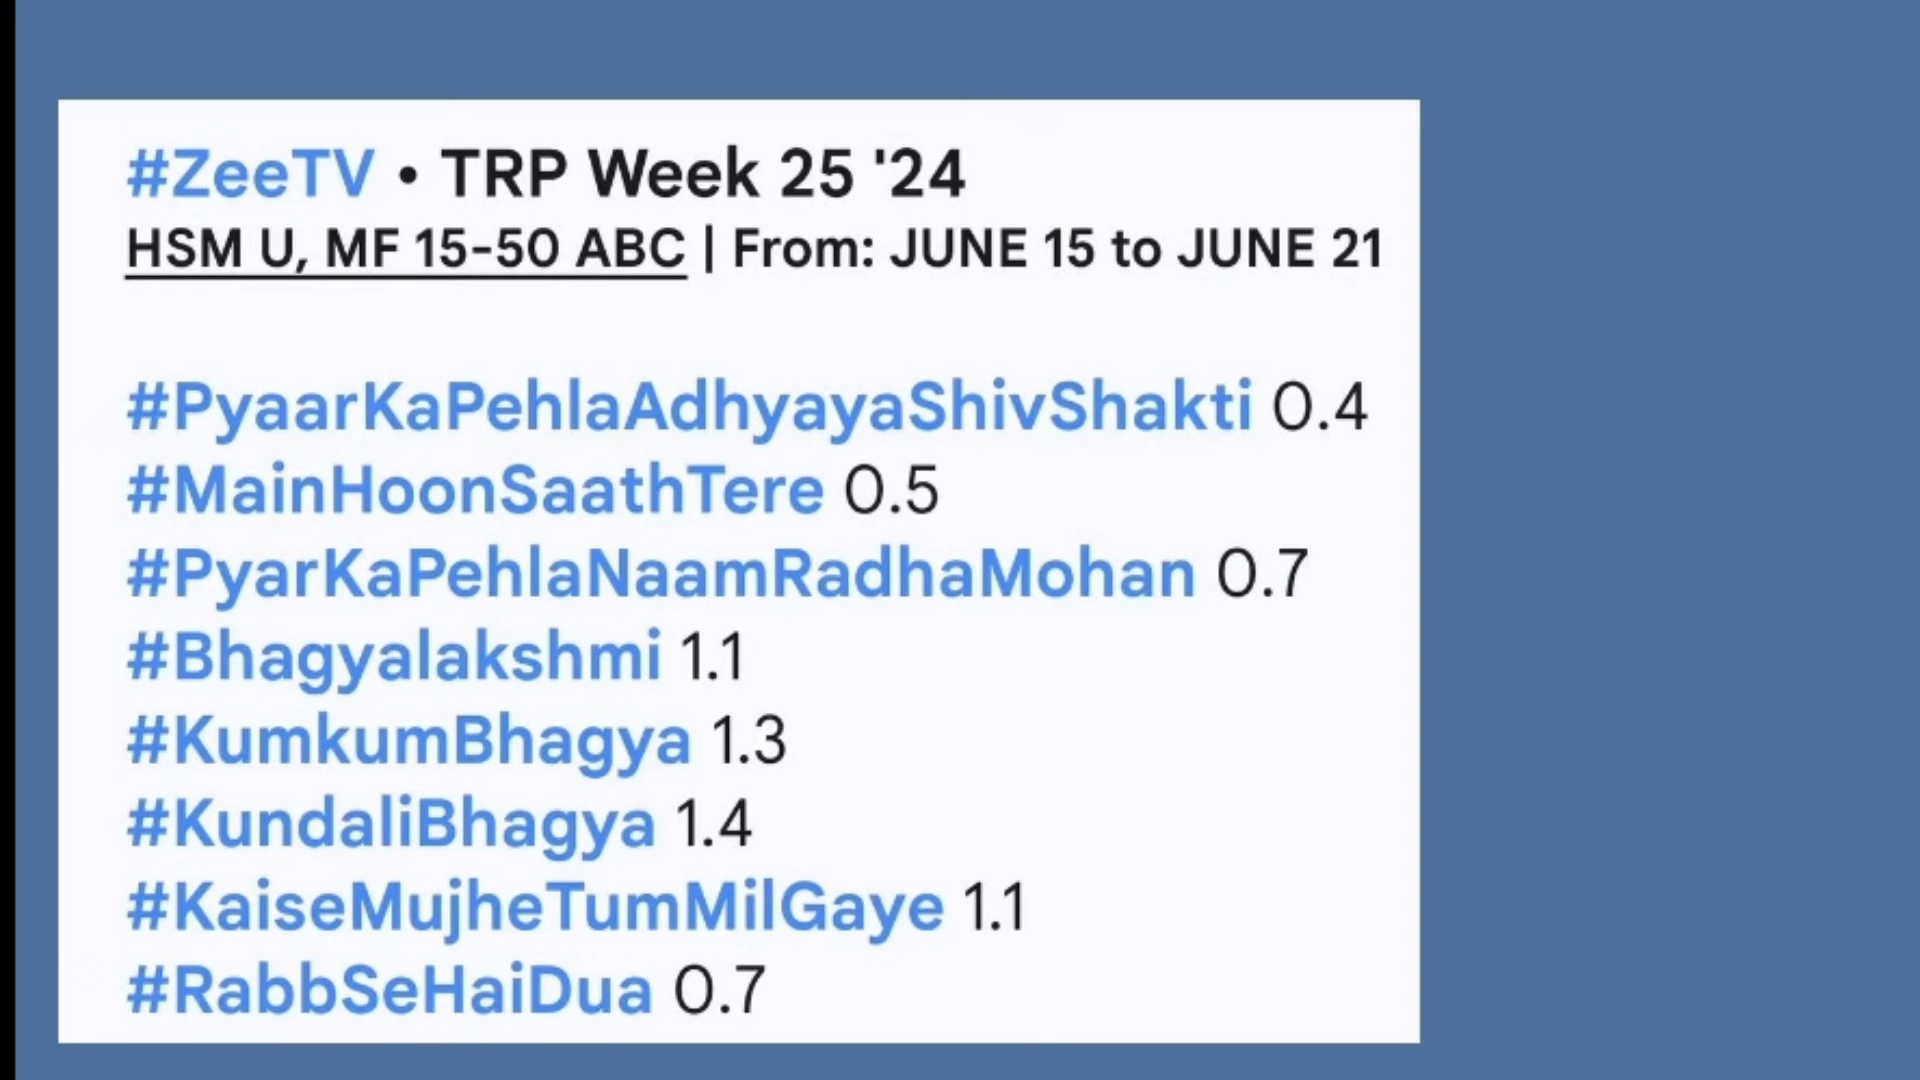 #ZeeTV • TRP Week 25 '24
HSM U, MF 15-50 ABC | From: JUNE 15 to JUNE 21
#PyaarKaPehlaAdhyayaShivShakti 0.4
#MainHoonSaathTere 0.5
#PyarKaPehlaNaamRadhaMohan 0.7
#Bhagyalakshmi 1.1
#KumkumBhagya 1.3
#KundaliBhagya 1.4
#KaiseMujheTumMilGaye 1.1
#RabbSeHaiDua 0.7